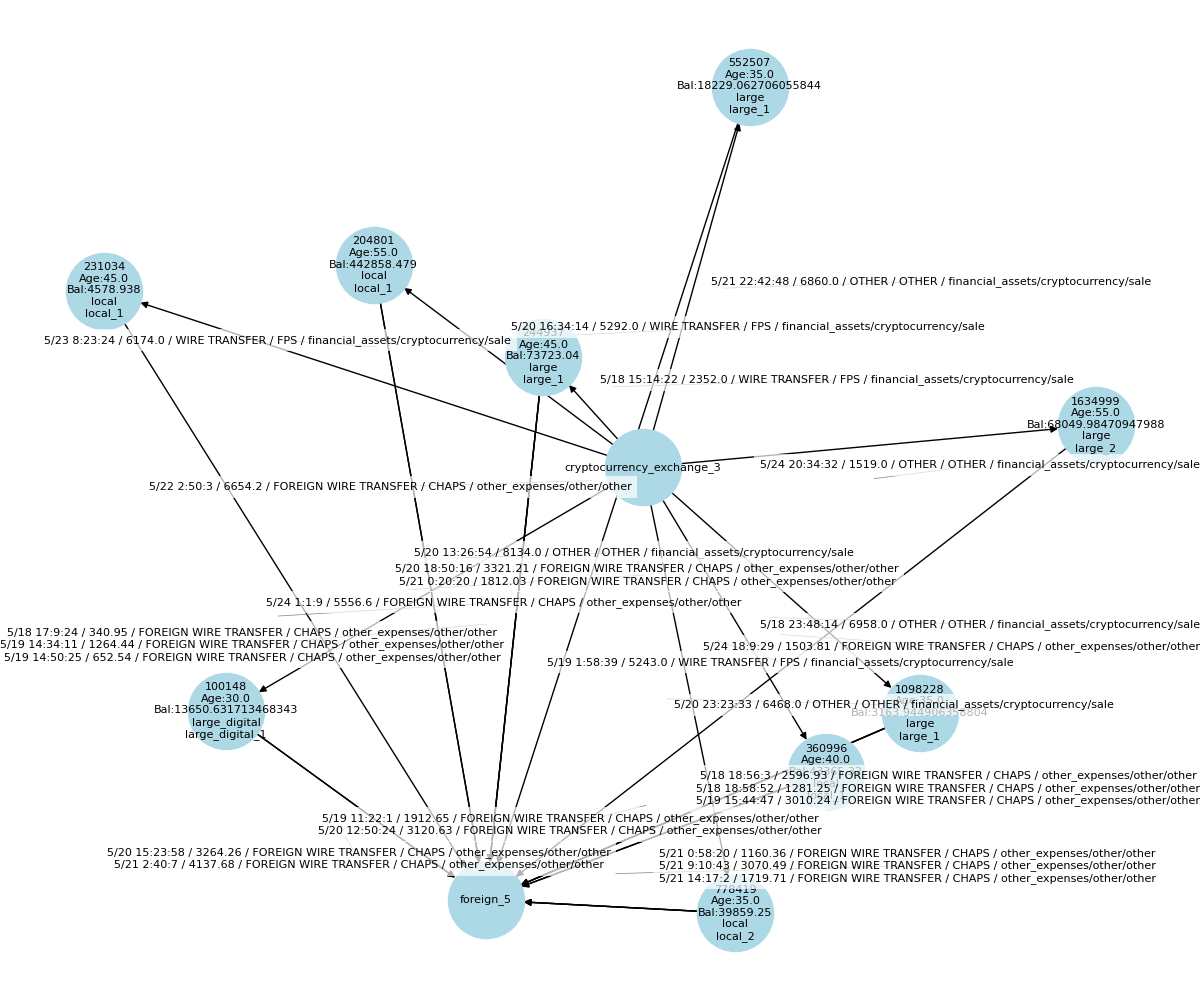 552507
Age:35.0
Bal:18229.062706055844
large
large_1
204801
Age:55.0
Bal:442858.479
local
local_1
231034
Age:45.0
Bal:4578.938
local
local_1
5/21 22:42:48 / 6860.0 / OTHER / OTHER / financial_assets/cryptocurrency/sale
5/20 16:34:14 / 5292.0 / WIRE TRANSFER / FPS / financial_assets/cryptocurrency/sale
5/23 8:23:24 / 6174.0 / WIRE TRANSFER / FPS / financial_assets/cryptocurrency/sale
244937
Age:45.0
Bal:73723.04
large
large_1
5/18 15:14:22 / 2352.0 / WIRE TRANSFER / FPS / financial_assets/cryptocurrency/sale
1634999
Age:55.0
Bal:68049.98470947988
large
large_2
cryptocurrency_exchange_3
5/24 20:34:32 / 1519.0 / OTHER / OTHER / financial_assets/cryptocurrency/sale
5/22 2:50:3 / 6654.2 / FOREIGN WIRE TRANSFER / CHAPS / other_expenses/other/other
5/20 13:26:54 / 8134.0 / OTHER / OTHER / financial_assets/cryptocurrency/sale
5/20 18:50:16 / 3321.21 / FOREIGN WIRE TRANSFER / CHAPS / other_expenses/other/other
5/21 0:20:20 / 1812.03 / FOREIGN WIRE TRANSFER / CHAPS / other_expenses/other/other
5/24 1:1:9 / 5556.6 / FOREIGN WIRE TRANSFER / CHAPS / other_expenses/other/other
5/18 23:48:14 / 6958.0 / OTHER / OTHER / financial_assets/cryptocurrency/sale
5/18 17:9:24 / 340.95 / FOREIGN WIRE TRANSFER / CHAPS / other_expenses/other/other
5/19 14:34:11 / 1264.44 / FOREIGN WIRE TRANSFER / CHAPS / other_expenses/other/other
5/19 14:50:25 / 652.54 / FOREIGN WIRE TRANSFER / CHAPS / other_expenses/other/other
5/24 18:9:29 / 1503.81 / FOREIGN WIRE TRANSFER / CHAPS / other_expenses/other/other
5/19 1:58:39 / 5243.0 / WIRE TRANSFER / FPS / financial_assets/cryptocurrency/sale
100148
Age:30.0
Bal:13650.631713468343
large_digital
large_digital_1
1098228
Age:35.0
5/20 23:23:33 / 6468.0 / OTHER / OTHER / financial_assets/cryptocurrency/sale
large
large_1
360996
Age:40.0
local
5/18 18:56:3 / 2596.93 / FOREIGN WIRE TRANSFER / CHAPS / other_expenses/other/other
5/18 18:58:52 / 1281.25 / FOREIGN WIRE TRANSFER / CHAPS / other_expenses/other/other
5/19 15:44:47 / 3010.24 / FOREIGN WIRE TRANSFER / CHAPS / other_expenses/other/other
5/19 11:22:1 / 1912.65 / FOREIGN WIRE TRANSFER / CHAPS / other_expenses/other/other
5/20 12:50:24 / 3120.63 / FOREIGN WIRE TRANSFER / CHAPS / other_expenses/other/other
5/20 15:23:58 / 3264.26 / FOREIGN WIRE TRANSFER / CHAPS / other_expenses/other/other
5/21 2:40:7 / 4137.68 / FOREIGN WIRE TRANSFER / CHAPS / other_expenses/other/other
5/21 0:58:20 / 1160.36 / FOREIGN WIRE TRANSFER / CHAPS / other_expenses/other/other
5/21 9:10:43 / 3070.49 / FOREIGN WIRE TRANSFER / CHAPS / other_expenses/other/other
5/21 14:17:2 / 1719.71 / FOREIGN WIRE TRANSFER / CHAPS / other_expenses/other/other
foreign_5
778419
Age:35.0
Bal:39859.25
local
local_2